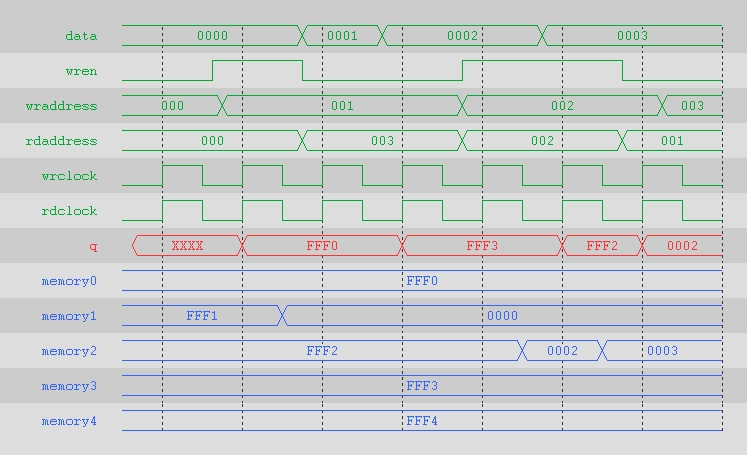 data 0000 0001 0002 0003
wren
wraddress 000 001 002 003
rdaddress 000 003 002 001
wrclock
rdclock
q XXXX FFF0 FFF3 FFF2 0002
memory0 FFF0
memory1 FFF1 0000
memory2 FFF2 0002 0003
memory3 FFF3
memory4 FFF4